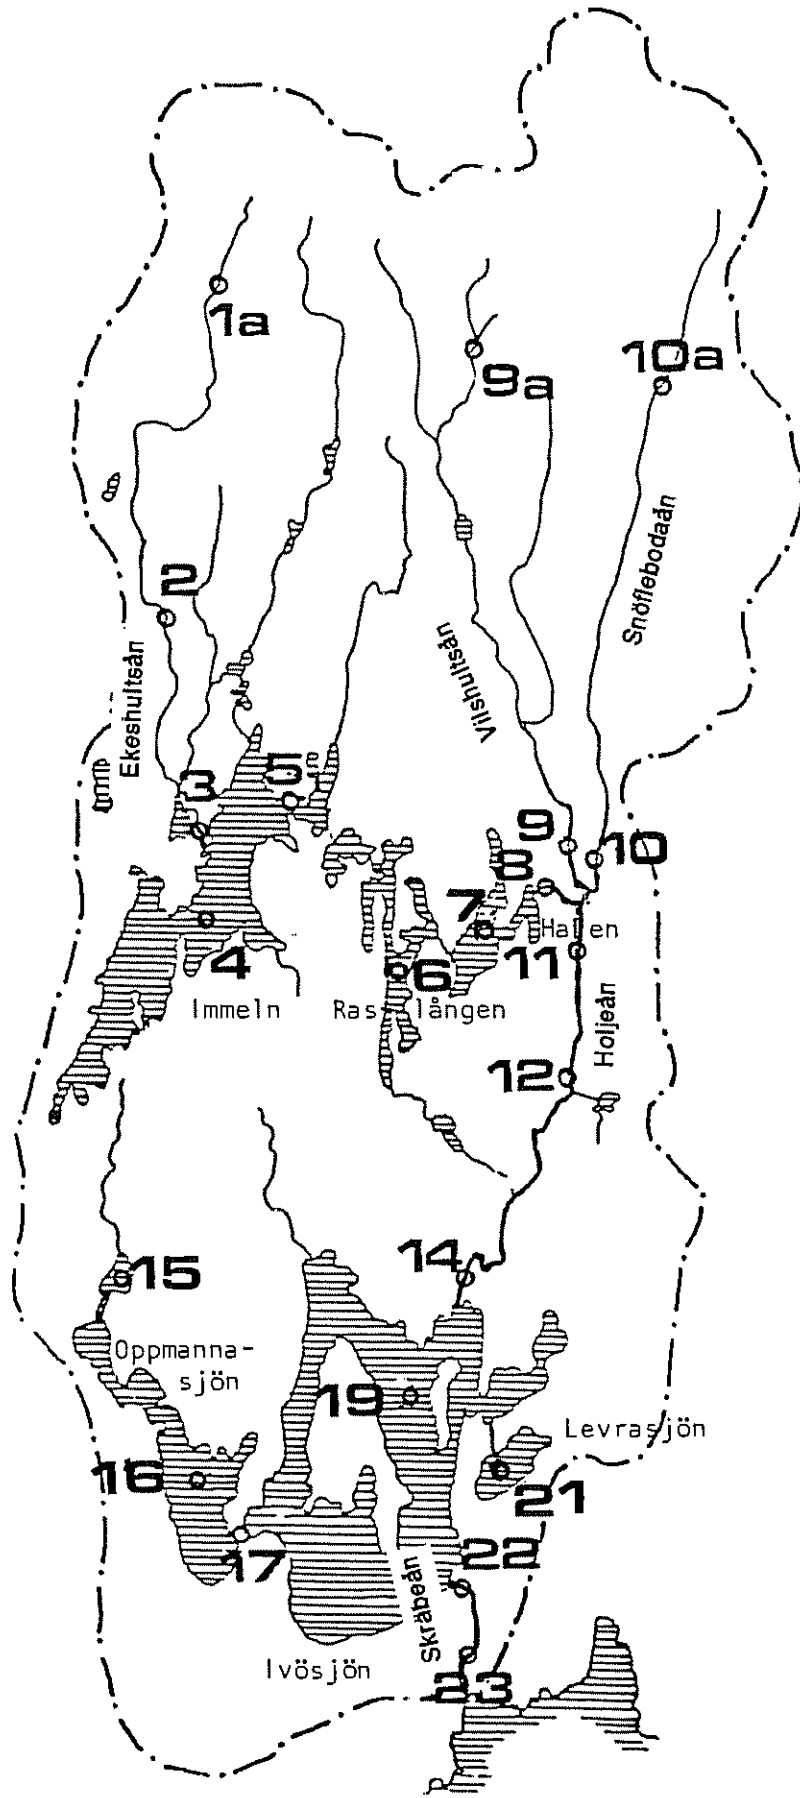 1a
9a
10a
2
Snöflebodaån
Vilshultsån
Ekeshultsån
3
5
9
10
8
7
Halen
4
6
11
Immeln
Raslången
Holjeån
12
14
15
Oppmanna-
sjön
19
Levrasjön
16
21
17
22
Skräbeån
Ivösjön
23